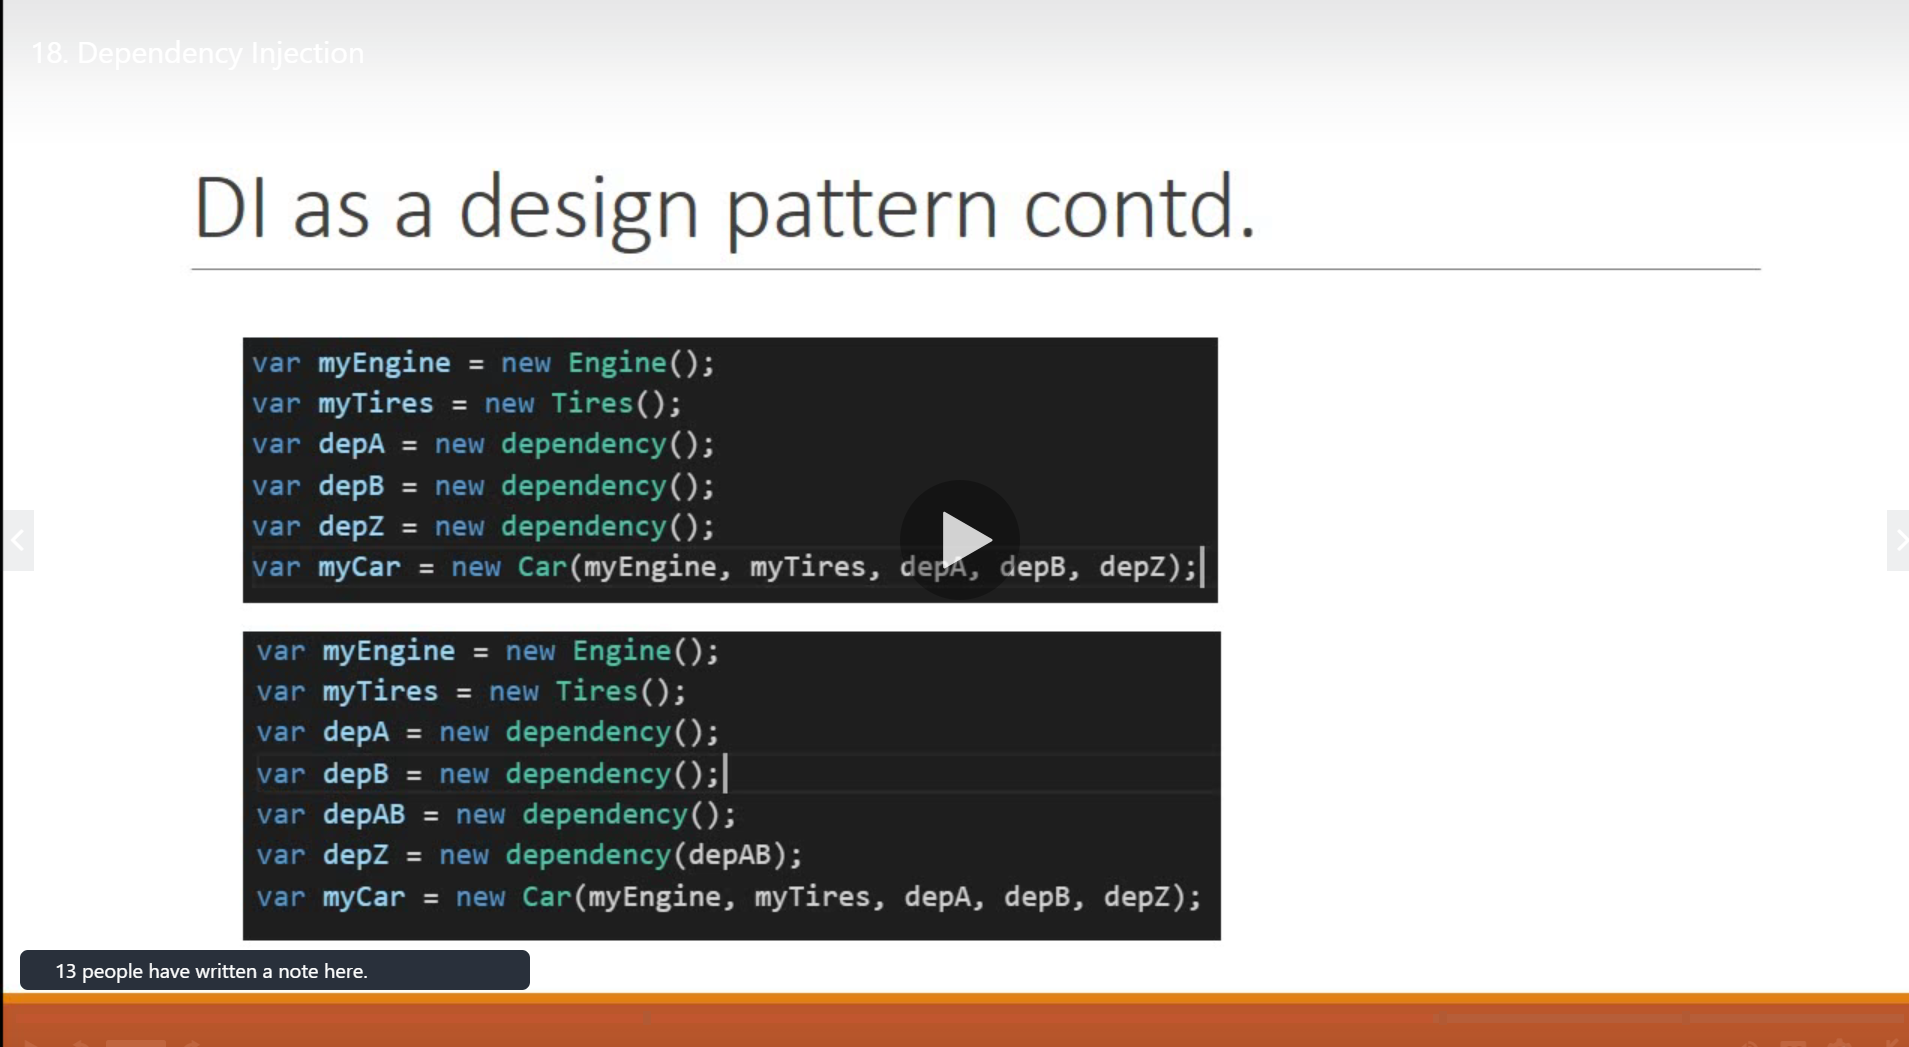 18. Dependency Injection
DI as a design pattern contd.
var myEngine = new Engine();
var myTires = new Tires();
var depA = new dependency();
var depB = new dependency();
var depZ = new dependency();
var myCar = new Car(myEngine, myTires, depA, depB, depZ);
var myEngine = new Engine();
var myTires = new Tires();
var depA = new dependency();
var depB = new dependency();
var depAB = new dependency();
var depZ = new dependency(depAB);
var myCar = new Car(myEngine, myTires, depA, depB, depZ);
13 people have written a note here.